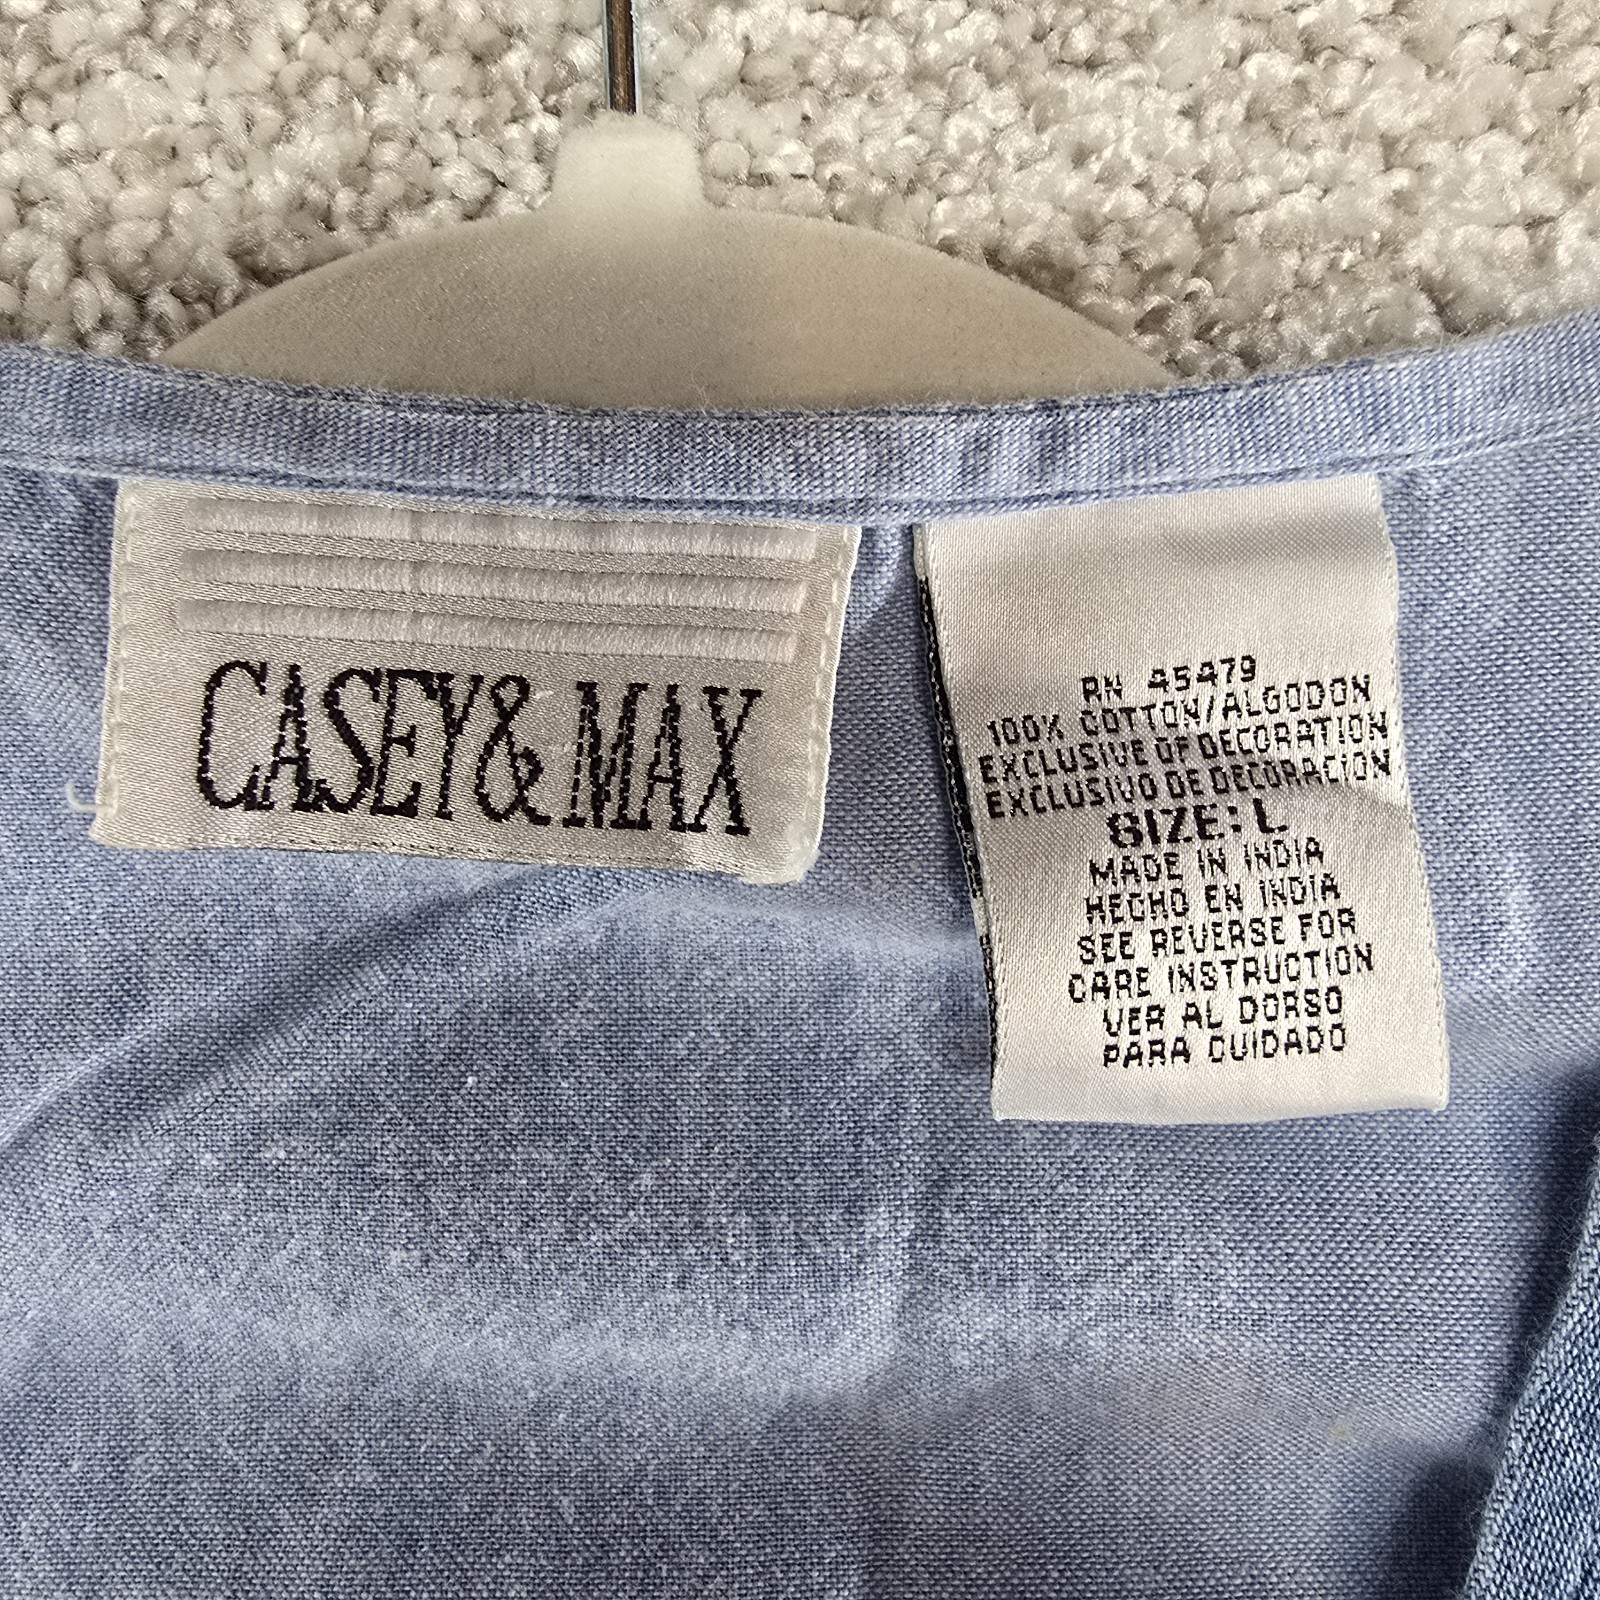 CASEY & MAX
RN 45479
100% COTTON/ALGODON
EXCLUSIVE OF DECORATION
EXCLUSIVO DE DECORACION
SIZE: L
MADE IN INDIA
HECHO EN INDIA
SEE REVERSE FOR
CARE INSTRUCTION
VER AL DORSO
PARA CUIDADO